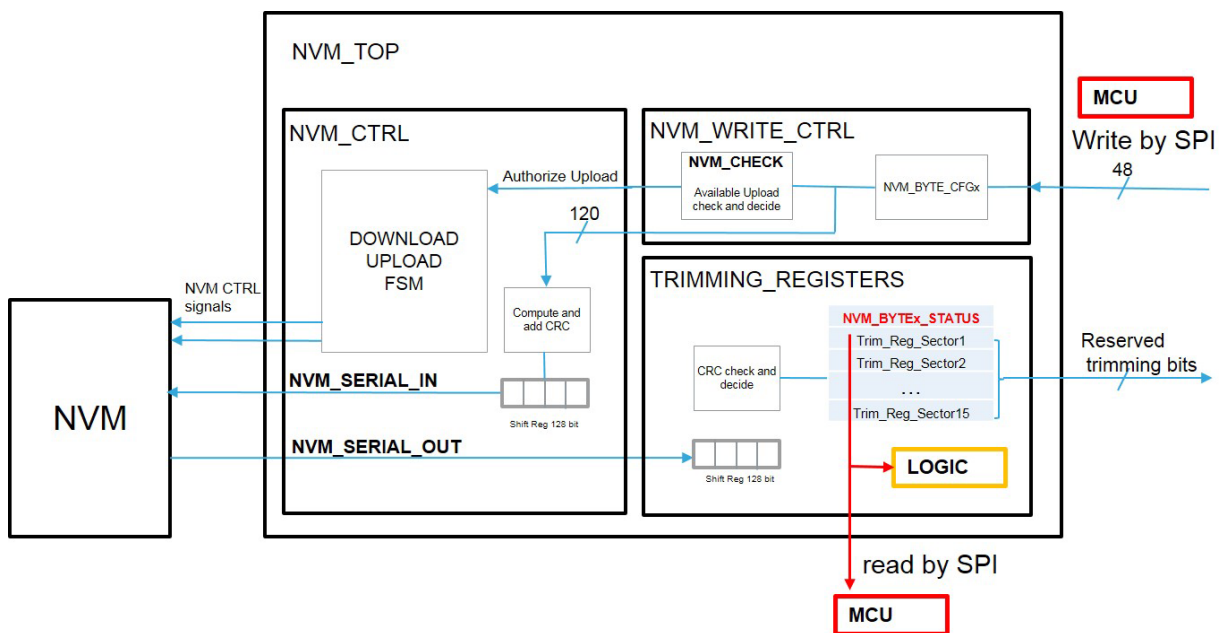 NVM_TOP
MCU
Write by SPI
48
NVM_CTRL
NVM_WRITE_CTRL
NVM_CHECK
Available Upload
check and decide
NVM_BYTE_CFGx
Authorize Upload
120
DOWNLOAD
UPLOAD
FSM
Compute and
add CRC
NVM CTRL
signals
NVM_SERIAL_IN
Shift Reg 128 bit
NVM
NVM_SERIAL_OUT
TRIMMING_REGISTERS
NVM_BYTEx_STATUS
Trim_Reg_Sector1
Trim_Reg_Sector2
...
Trim_Reg_Sector15
CRC check and
decide
Shift Reg 128 bit
LOGIC
Reserved
trimming bits
read by SPI
MCU